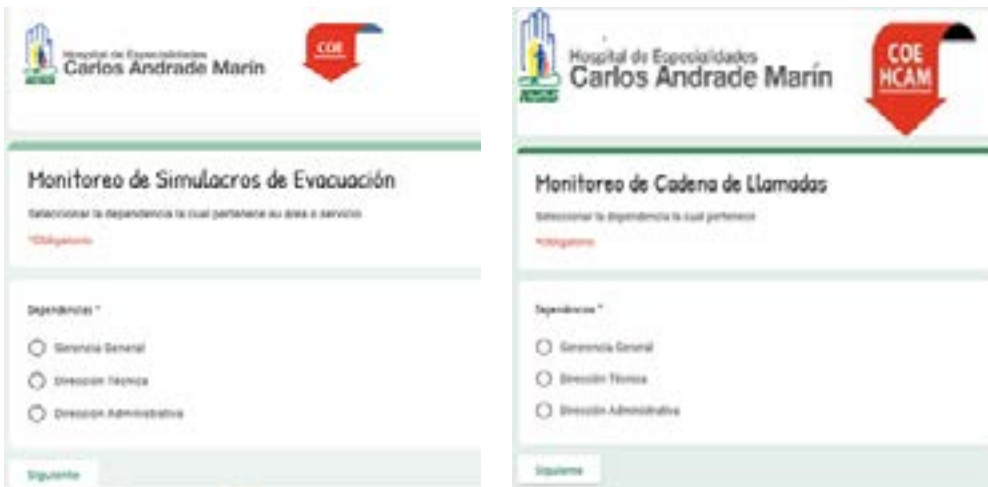 Hospital de Especialidades
Carlos Andrade Marín
COE
Monitoreo de Simulacros de Evacuación
Seleccionar la dependencia la cual pertenece su área o servicio
*Obligatorio
Dependencias *
Gerencia General
Dirección Técnica
Dirección Administrativa
Siguiente
Hospital de Especialidades
Carlos Andrade Marín
COE
HCAM
Monitoreo de Cadena de Llamadas
Seleccionar la dependencia la cual pertenece
*Obligatorio
Dependencias *
Gerencia General
Dirección Técnica
Dirección Administrativa
Siguiente